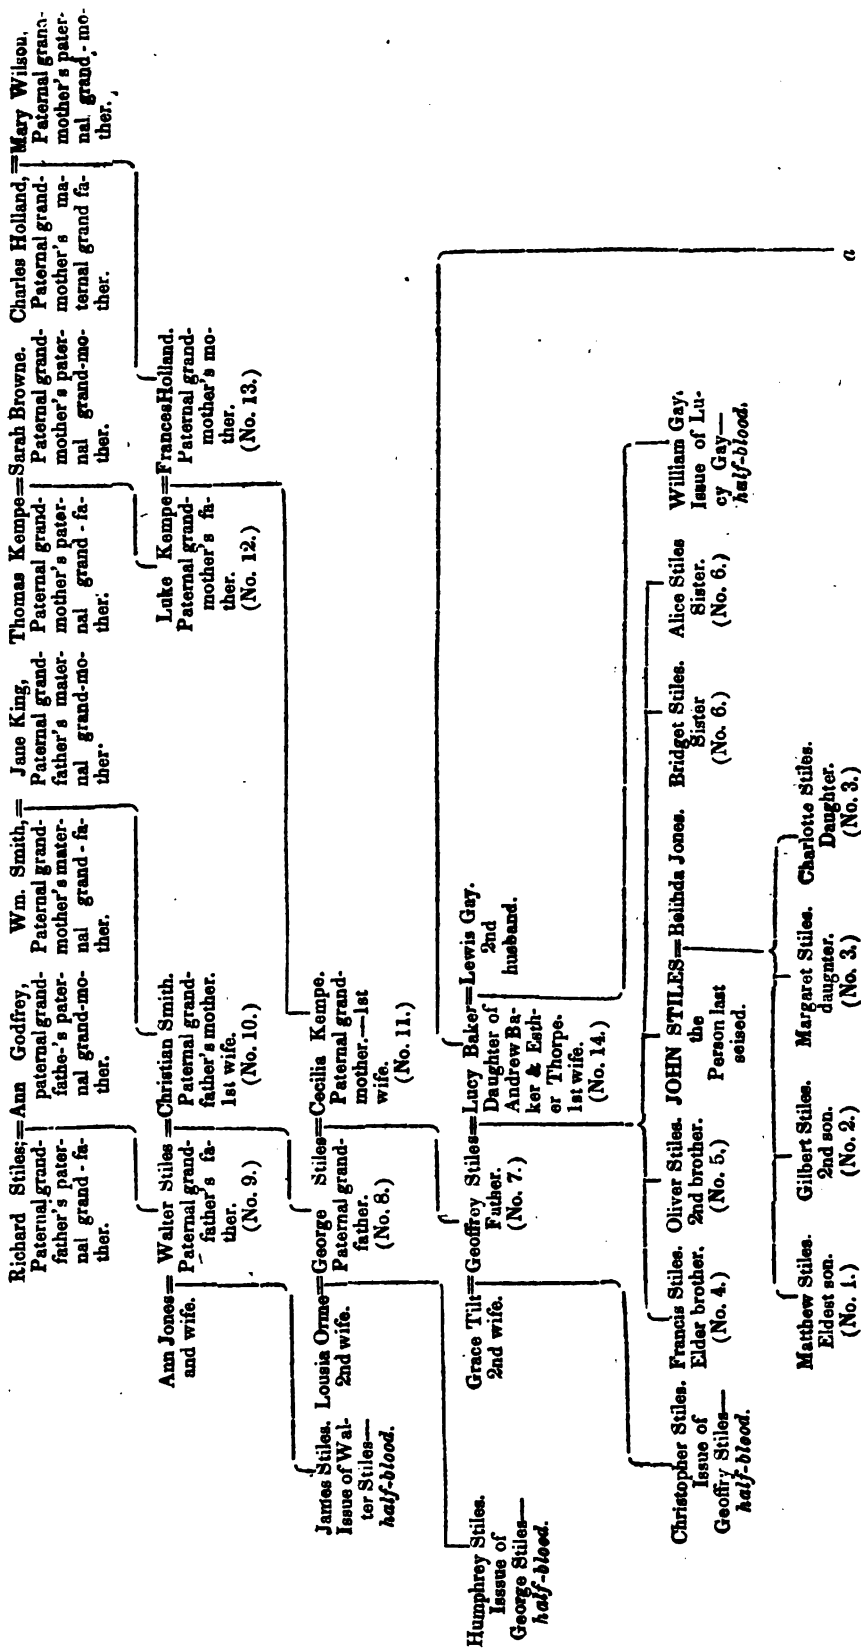 Richard Stiles;=Ann Godfrey,
Paternal grand-
father's pater-
nal grand-fa-
ther.
paternal grand-
fathe-'s pater-
nal grand-mo-
ther.
Wm. Smith,=
Paternal grand-
mother's mater-
nal grand-fa-
ther.
Jane King,
Paternal grand-
father's mater-
nal grand-mo-
ther.
Thomas Kempe=Sarah Browne.
Paternal grand-
mother's pater-
nal grand-fa-
ther.
Paternal grand-
mother's pater-
nal grand-mo-
ther.
Charles Holland,=Mary Wilson,
Paternal grand-
mother's ma-
ternal grand fa-
ther.
Paternal grand-
mother's pater-
nal grand-mo-
ther.
Ann Jones=Walter Stiles=Christian Smith.
and wife.
Paternal grand-
father's fa-
ther.
(No. 9.)
Paternal grand-
father's mother.
1st wife.
(No. 10.)
Luke Kempe=Frances Holland.
Paternal grand-
mother's fa-
ther.
(No. 12.)
Paternal grand-
mother's mo-
ther.
(No. 13.)
James Stiles.
Issue of Wal-
ter Stiles—
half-blood.
Lousia Orme=George Stiles=Cecilia Kempe.
2nd wife.
Paternal grand-
father.
(No. 8.)
Paternal grand-
mother.—1st
wife.
(No. 11.)
Humphrey Stiles.
Isssue of
George Stiles—
half-blood.
Grace Tilt=Geoffrey Stiles=Lucy Baker=Lewis Gay.
2nd wife.
Father.
(No. 7.)
Daughter of
Andrew Ba-
ker & Esth-
er Thorpe.
1st wife.
(No. 14.)
2nd
husband.
Christopher Stiles.
Issue of
Geoffry Stiles—
half-blood.
Francis Stiles.
Elder brother.
(No. 4.)
Oliver Stiles.
2nd brother.
(No. 5.)
JOHN STILES=Belinda Jones.
the
Person last
seised.
Bridget Stiles.
Sister
(No. 6.)
Alice Stiles
Sister.
(No. 6.)
William Gay.
Issue of Lu-
cy Gay—
half-blood.
a
Matthew Stiles.
Eldest son.
(No. 1.)
Gilbert Stiles.
2nd son.
(No. 2.)
Margaret Stiles.
daughter.
(No. 3.)
Charlotte Stiles.
Daughter.
(No. 3.)